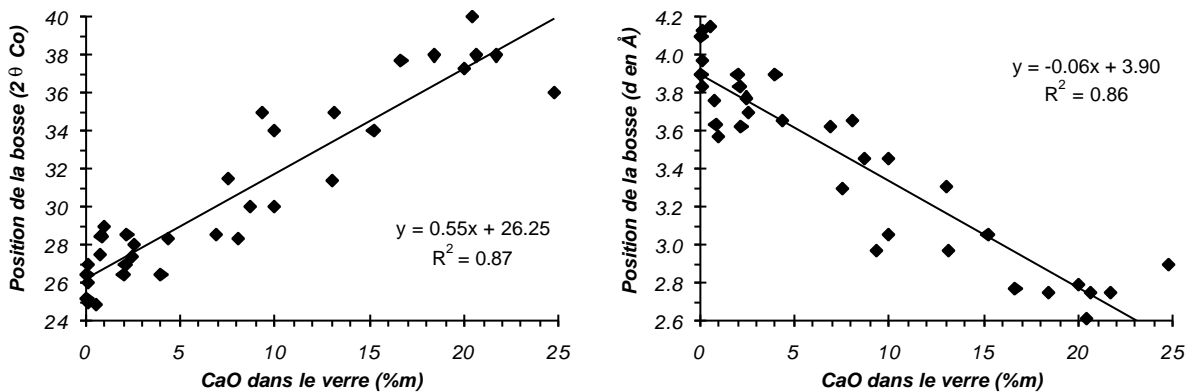 40
38
36
34
32
30
28
26
24
Position de la bosse (2θ Co)
y = 0.55x + 26.25
R² = 0.87
0 5 10 15 20 25
CaO dans le verre (%m)
4.2
4.0
3.8
3.6
3.4
3.2
3.0
2.8
2.6
Position de la bosse (d en Å)
y = -0.06x + 3.90
R² = 0.86
0 5 10 15 20 25
CaO dans le verre (%m)